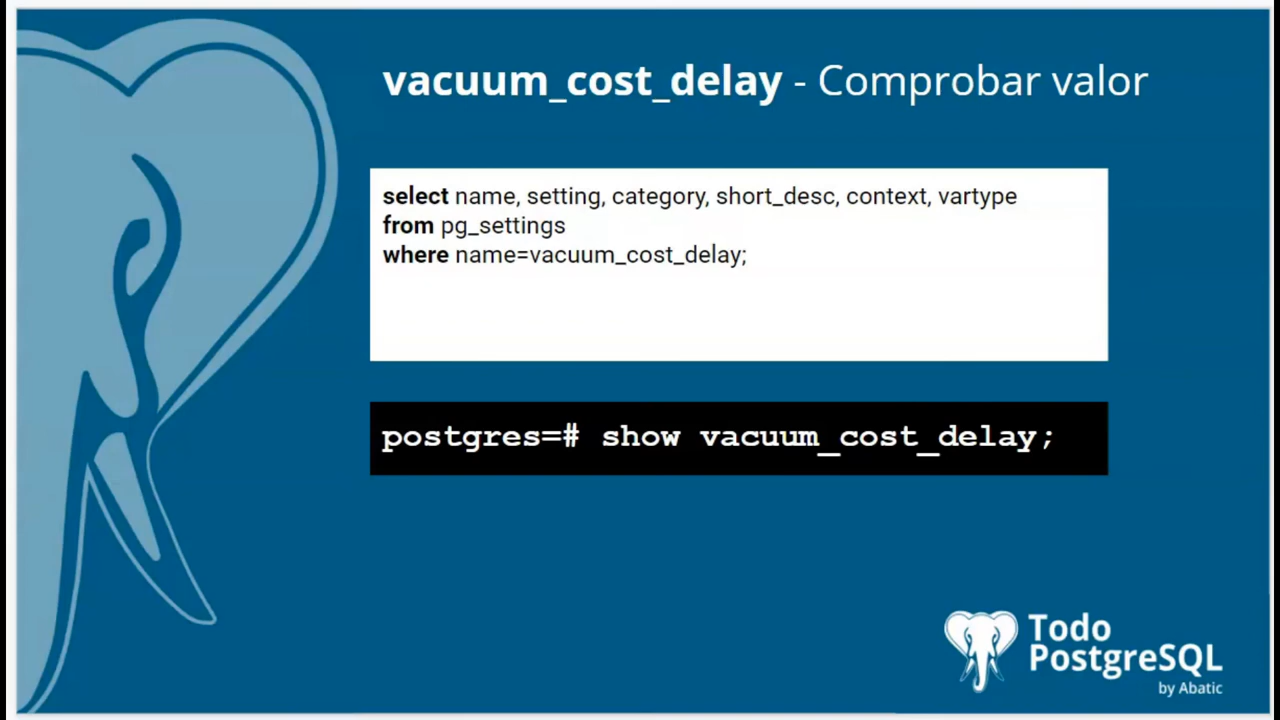 vacuum_cost_delay - Comprobar valor
select name, setting, category, short_desc, context, vartype
from pg_settings
where name=vacuum_cost_delay;
postgres=# show vacuum_cost_delay;
Todo
PostgreSQL
by Abatic